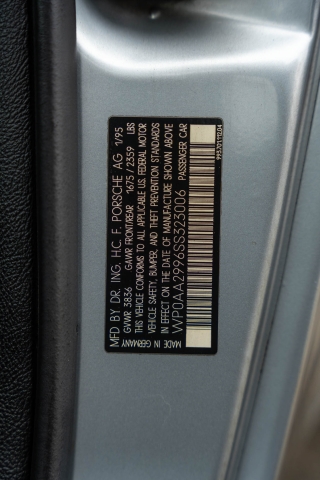 MFD BY DR. ING. H.C. F. PORSCHE AG 1/95
GVWR 3836 GAWR FRONT/REAR 1675 / 2359 LBS
THIS VEHICLE CONFORMS TO ALL APPLICABLE U.S. FEDERAL MOTOR
VEHICLE SAFETY, BUMPER, AND THEFT PREVENTION STANDARDS
IN EFFECT ON THE DATE OF MANUFACTURE SHOWN ABOVE
MADE IN GERMANY
WP0AA2996SS323006 PASSENGER CAR